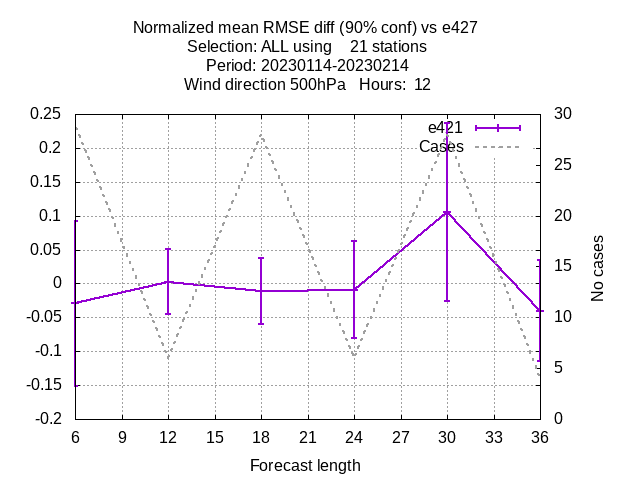 Normalized mean RMSE diff (90% conf) vs e427
Selection: ALL using    21 stations
Period: 20230114-20230214
Wind direction 500hPa   Hours:  12
0.25
0.2
0.15
0.1
0.05
0
-0.05
-0.1
-0.15
-0.2
e421
Cases
30
25
20
15
10
5
0
No cases
6 9 12 15 18 21 24 27 30 33 36
Forecast length